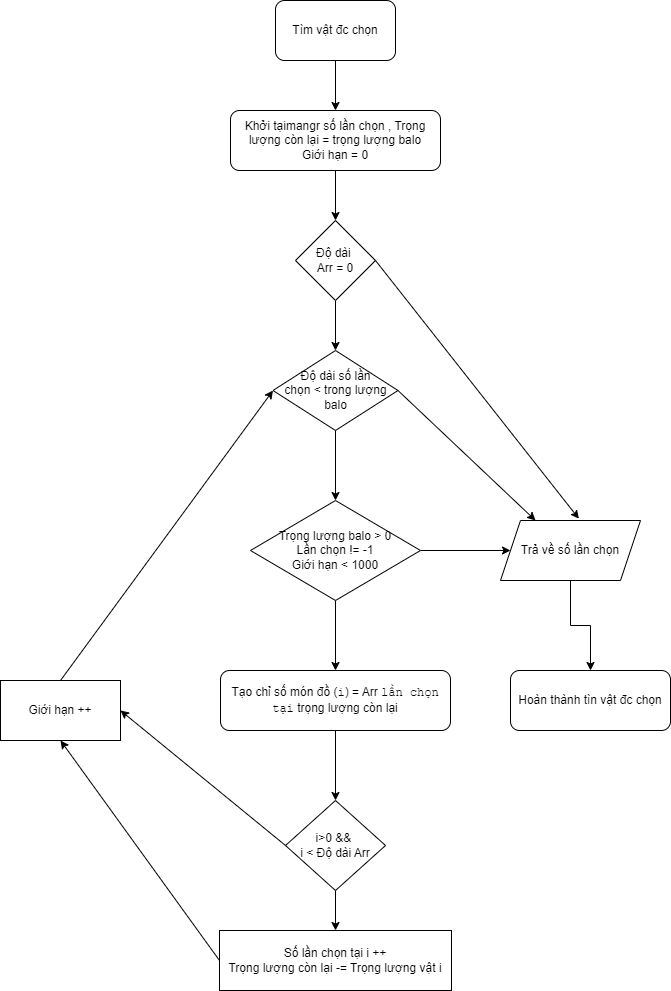 Tìm vật đc chọn
Khởi tạimangr số lần chọn , Trọng
lượng còn lại = trọng lượng balo
Giới hạn = 0
Độ dài
Arr = 0
Độ dài số lần
chọn < trong lượng
balo
Trọng lượng balo > 0
Lần chọn != -1
Giới hạn < 1000
Trả về số lần chọn
Tạo chỉ số món đồ (i) = Arr lần chọn
tại trọng lượng còn lại
Hoàn thành tìn vật đc chọn
Giới hạn ++
i>0 &&
i < Độ dài Arr
Số lần chọn tại i ++
Trọng lượng còn lại -= Trọng lượng vật i